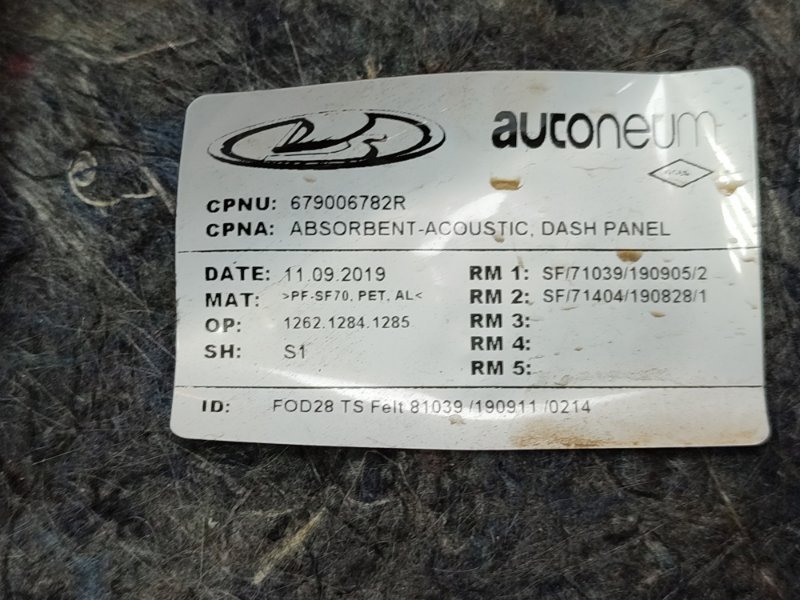 autoneum
CPNU: 679006782R
CPNA: ABSORBENT-ACOUSTIC, DASH PANEL
DATE: 11.09.2019 RM 1: SF/71039/190905/2
MAT: >PF-SF70, PET, AL< RM 2: SF/71404/190828/1
OP: 1262.1284.1285 RM 3:
SH: S1 RM 4:
RM 5:
ID: FOD28 TS Felt 81039 /190911 /0214